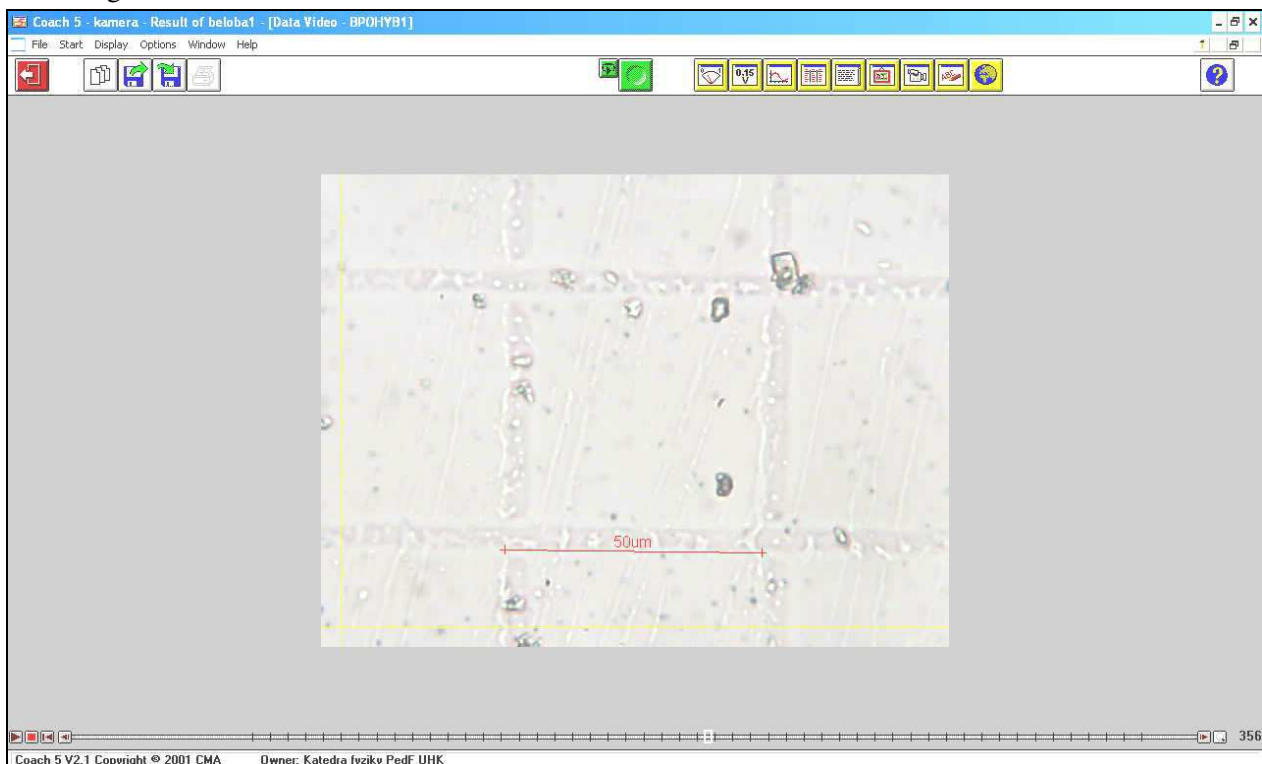 Coach 5 - kamera - Result of beloba1 - [Data Video - BPOHYB1]
File Start Display Options Window Help
0.15
V
?
50um
356
Coach 5 V2.1 Copyright © 2001 CMA Owner: Katedra fyziky PedF UHK